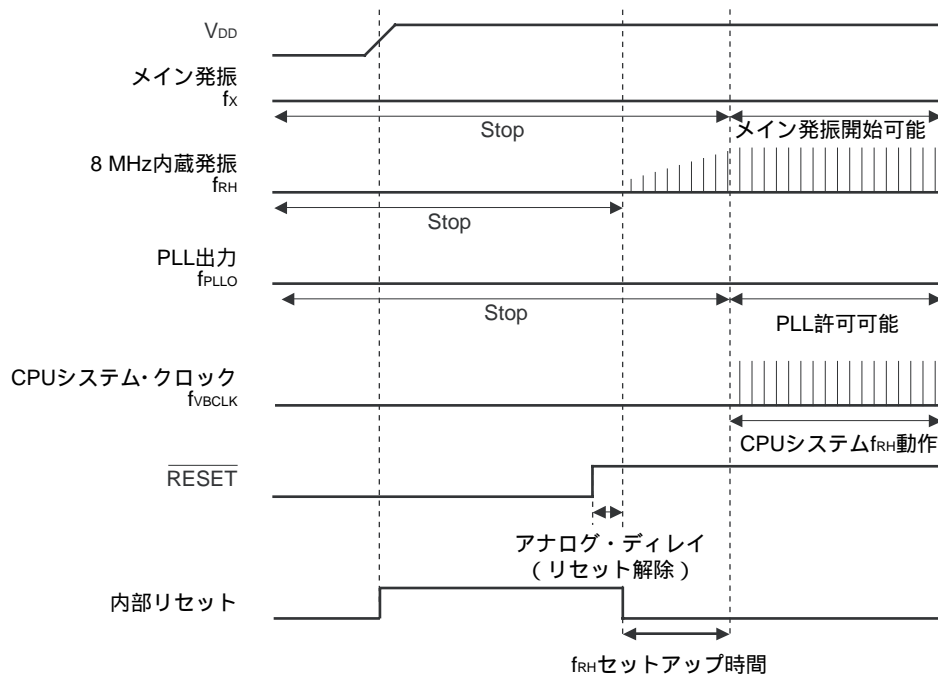 VDD
メイン発振
fX
Stop
メイン発振開始可能
8 MHz内蔵発振
fRH
Stop
PLL出力
fPLLO
Stop
PLL許可可能
CPUシステム・クロック
fVBCLK
CPUシステムfRH動作
RESET
アナログ・ディレイ
(リセット解除)
内部リセット
fRHセットアップ時間